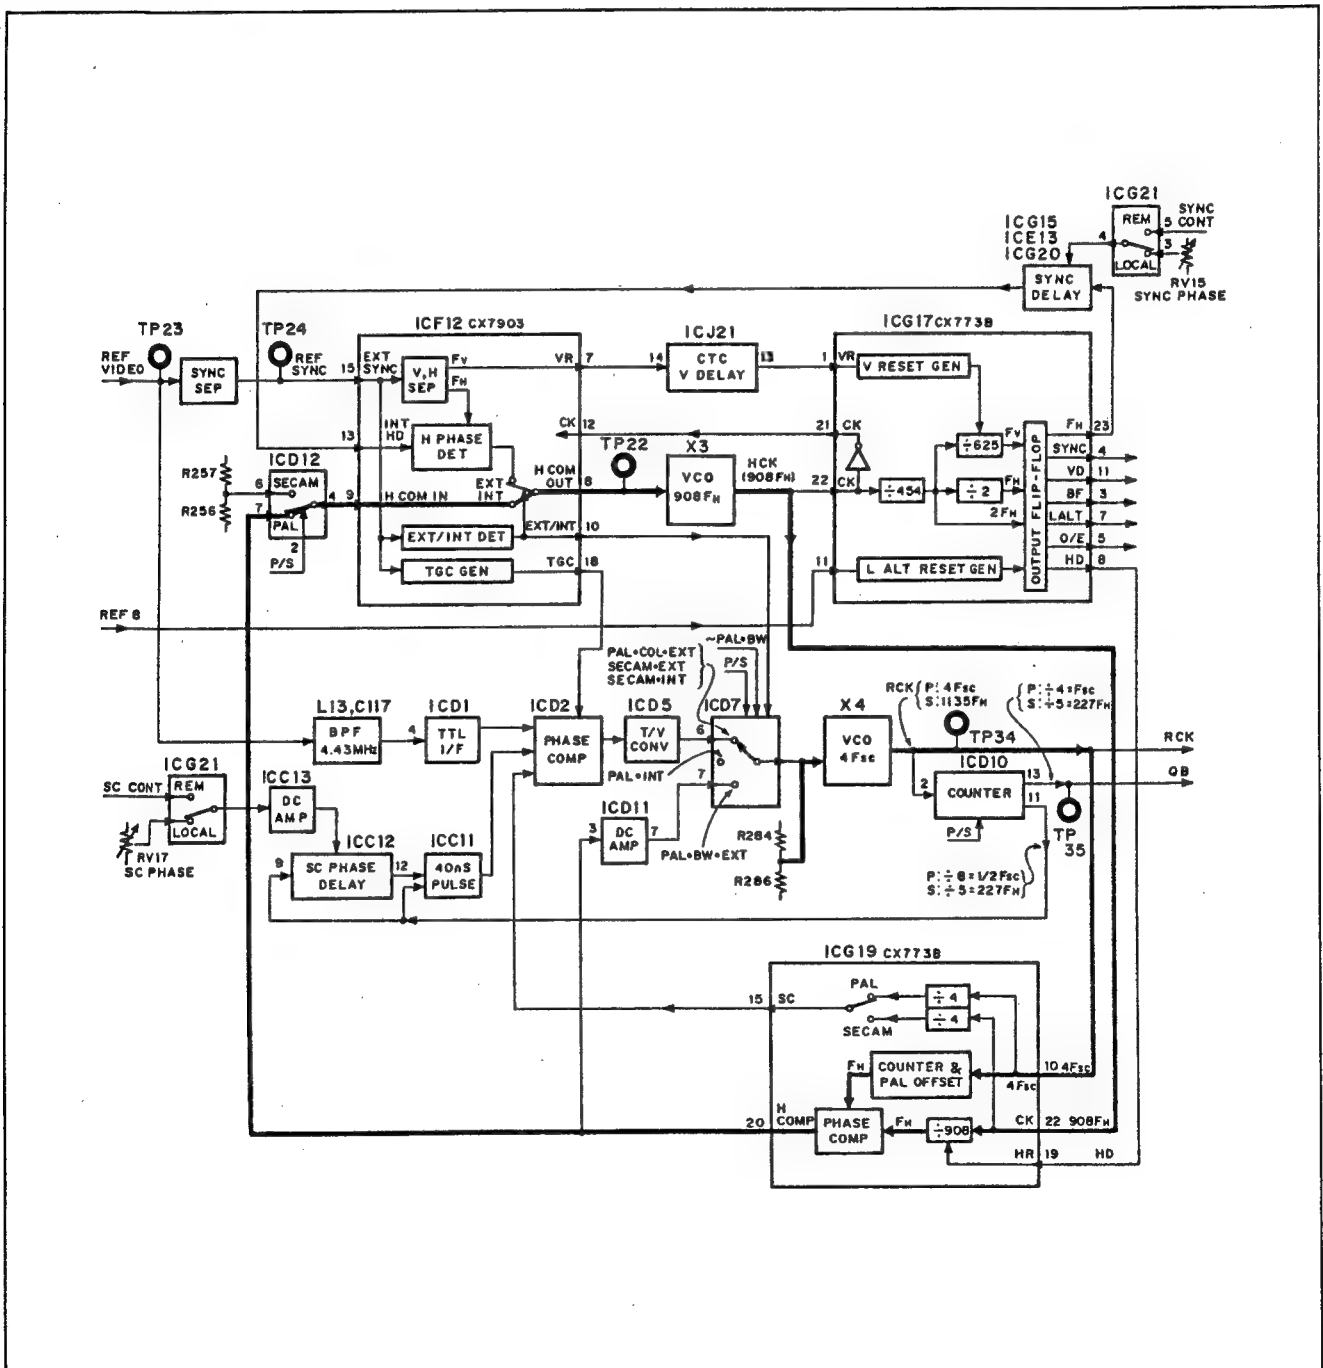 ICG21
REM
5 SYNC CONT
4
3
LOCAL
RV15
SYNC PHASE
ICG15
ICE13
ICG20
SYNC DELAY
TP23
REF VIDEO
SYNC SEP
TP24
REF SYNC
ICF12 CX7903
15
EXT SYNC
V,H SEP
Fv
FH
VR
7
INT HD
13
H PHASE DET
CK
12
EXT
INT
H COM OUT
8
H COM IN
9
EXT/INT DET
EXT/INT
10
TGC GEN
TGC
18
ICD12
R257
R256
SECAM
6
4
7
PAL
2
P/S
TP22
X3
VCO
908FH
HCK
(908FH)
ICJ21
14
CTC
V DELAY
13
ICG17 CX773B
1
VR
V RESET GEN
21
CK
22
CK
÷454
÷625
Fv
÷2
FH
2FH
OUTPUT FLIP-FLOP
FH
23
SYNC
4
VD
11
BF
3
LALT
7
O/E
5
HD
8
11
L ALT RESET GEN
REF 8
L13,C117
BPF
4.43MHz
4
ICD1
TTL
I/F
ICD2
PHASE COMP
ICD5
T/V
CONV
PAL•COL•EXT
SECAM•EXT
SECAM•INT
~PAL•BW
P/S
ICD7
6
PAL•INT
7
PAL•BW•EXT
ICD11
3
DC AMP
7
R284
R286
X4
VCO
4Fsc
RCK
P: 4Fsc
S: 1135FH
P: ÷4=Fsc
S: ÷5=227FH
TP34
RCK
ICD10
2
COUNTER
13
11
P/S
QB
TP 35
P: ÷8=1/2Fsc
S: ÷5=227FH
ICG21
SC CONT
REM
LOCAL
RV17
SC PHASE
ICC13
DC AMP
ICC12
9
SC PHASE DELAY
12
ICC11
40nS
PULSE
ICG19 CX773B
15
SC
PAL
SECAM
÷4
÷4
FH
COUNTER &
PAL OFFSET
4Fsc
10
4Fsc
20
H COMP
PHASE COMP
FH
÷908
CK
22
908FH
HR
19
HD